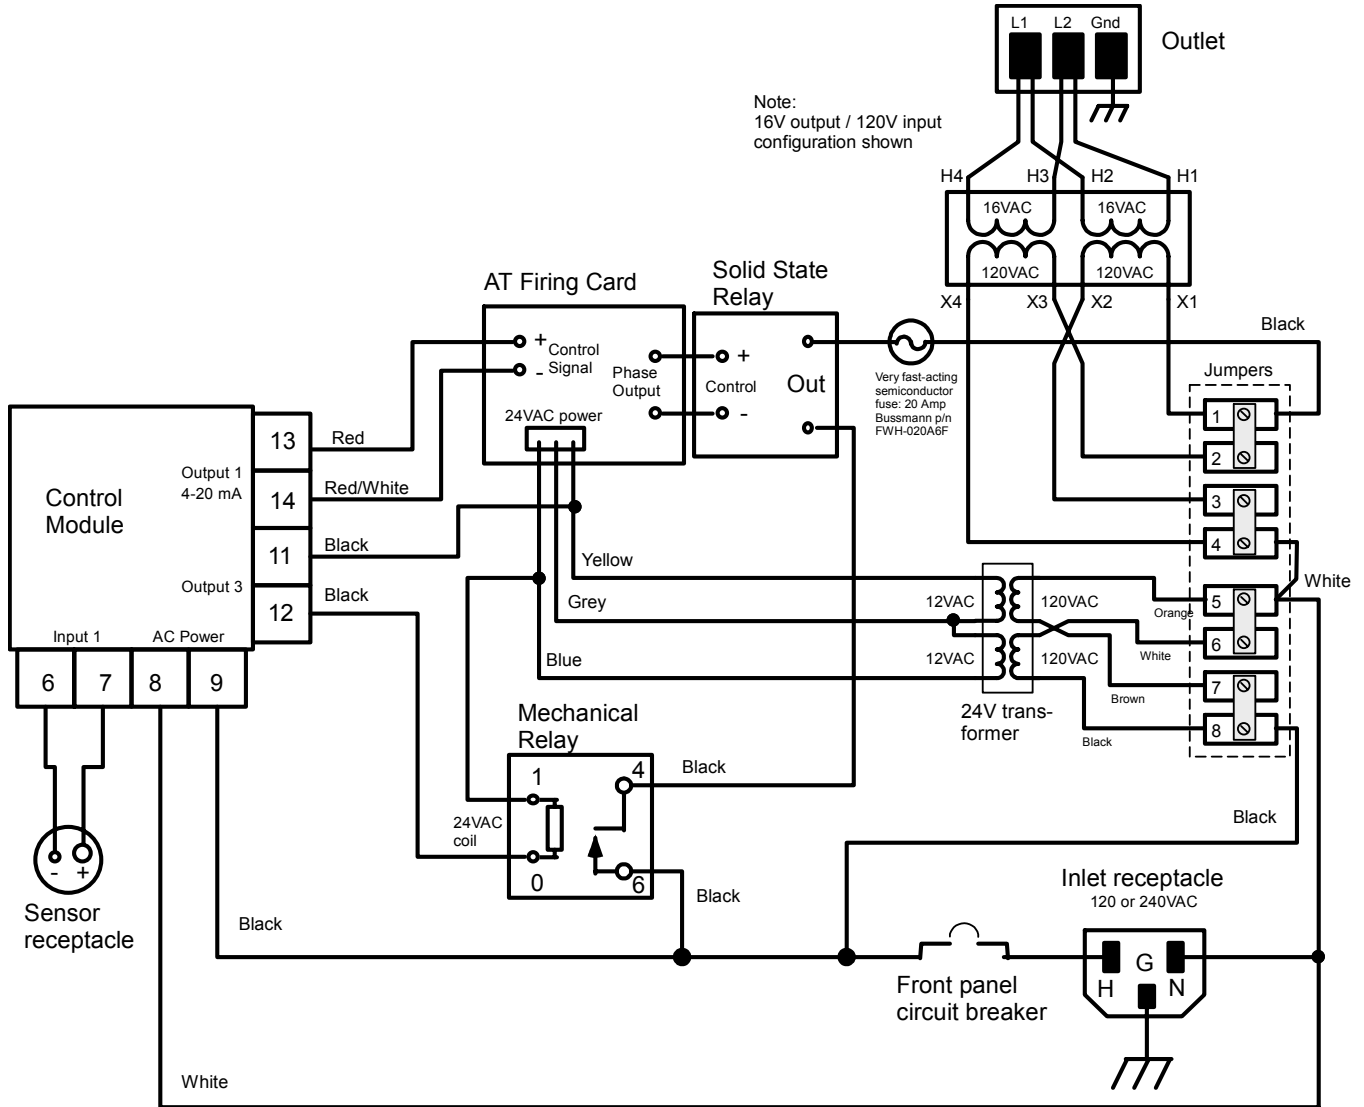 L1 L2 Gnd
Outlet
Note:
16V output / 120V input
configuration shown
H4 H3 H2 H1
16VAC 16VAC
120VAC 120VAC
X4 X3 X2 X1
AT Firing Card
Solid State
Relay
Black
+ Control
- Signal
Phase
Output
24VAC power
+
Control
-
Out
Very fast-acting
semiconductor
fuse: 20 Amp
Bussmann p/n
FWH-020A6F
Jumpers
1
2
3
4
5
6
7
8
White
Control
Module
Output 1
4-20 mA
Output 3
13
14
11
12
Red
Red/White
Black
Black
Input 1 AC Power
6 7 8 9
Yellow
Grey
Blue
12VAC 120VAC
12VAC 120VAC
Orange
White
Brown
Black
24V trans-
former
Mechanical
Relay
1 4
24VAC
coil
0 6
Black
Black
Black
- +
Sensor
receptacle
Black
Inlet receptacle
120 or 240VAC
H G N
Front panel
circuit breaker
White